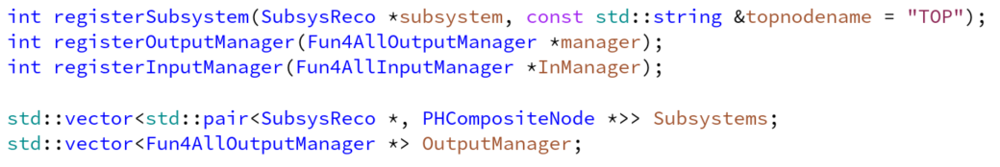 int registerSubsystem(SubsysReco *subsystem, const std::string &topnodename = "TOP");
int registerOutputManager(Fun4AllOutputManager *manager);
int registerInputManager(Fun4AllInputManager *InManager);
std::vector<std::pair<SubsysReco *, PHCompositeNode *>> Subsystems;
std::vector<Fun4AllOutputManager *> OutputManager;